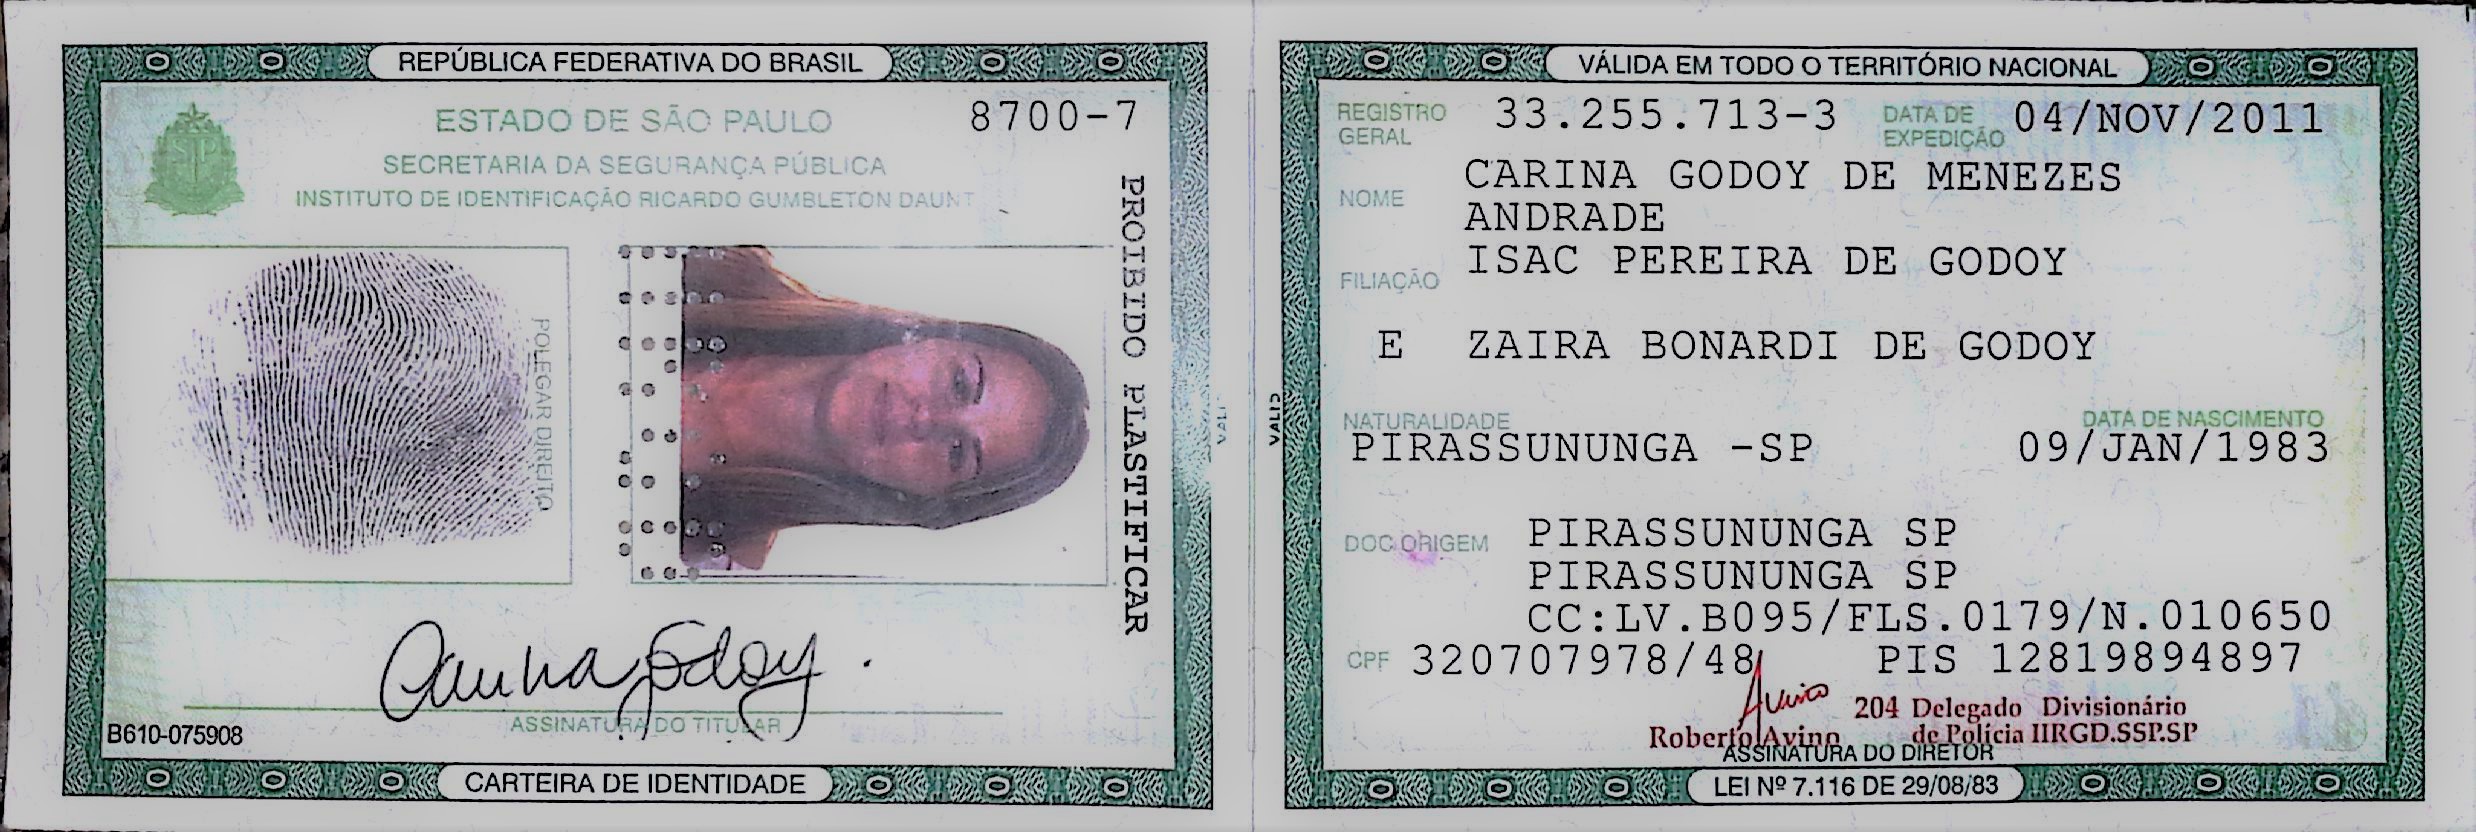 REPÚBLICA FEDERATIVA DO BRASIL
ESTADO DE SÃO PAULO
8700-7
SECRETARIA DA SEGURANÇA PÚBLICA
INSTITUTO DE IDENTIFICAÇÃO RICARDO GUMBLETON DAUNT
SP
POLEGAR DIREITO
PROIBIDO PLASTIFICAR
Carina Godoy.
ASSINATURA DO TITULAR
B610-075908
CARTEIRA DE IDENTIDADE
VÁLIDA EM TODO O TERRITÓRIO NACIONAL
REGISTRO GERAL 33.255.713-3 DATA DE EXPEDIÇÃO 04/NOV/2011
NOME CARINA GODOY DE MENEZES
ANDRADE
FILIAÇÃO ISAC PEREIRA DE GODOY
E ZAIRA BONARDI DE GODOY
NATURALIDADE DATA DE NASCIMENTO
PIRASSUNUNGA -SP 09/JAN/1983
DOC ORIGEM PIRASSUNUNGA SP
PIRASSUNUNGA SP
CC:LV.B095/FLS.0179/N.010650
CPF 320707978/48 PIS 12819894897
Avino
204 Delegado Divisionário
Roberto Avino de Polícia IIRGD.SSP.SP
ASSINATURA DO DIRETOR
LEI Nº 7.116 DE 29/08/83